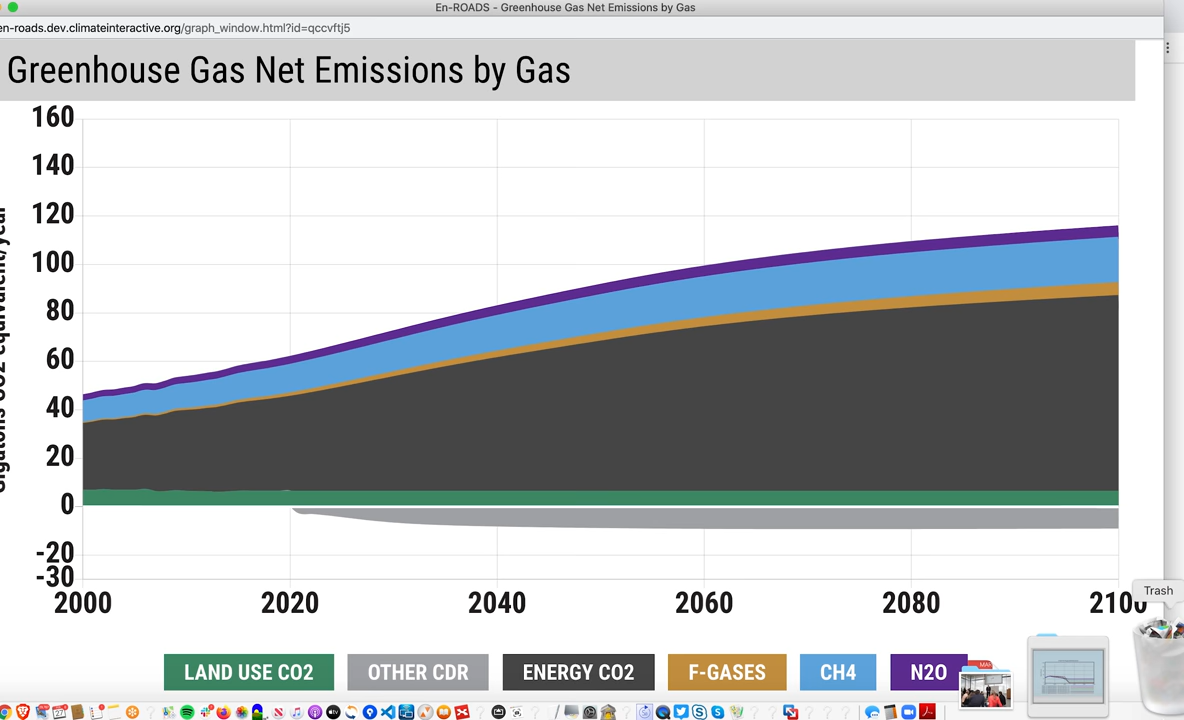 En-ROADS - Greenhouse Gas Net Emissions by Gas
en-roads.dev.climateinteractive.org/graph_window.html?id=qccvftj5
Greenhouse Gas Net Emissions by Gas
160
140
120
100
80
60
40
20
0
-20
-30
2000
2020
2040
2060
2080
2100
Trash
LAND USE CO2
OTHER CDR
ENERGY CO2
F-GASES
CH4
N2O